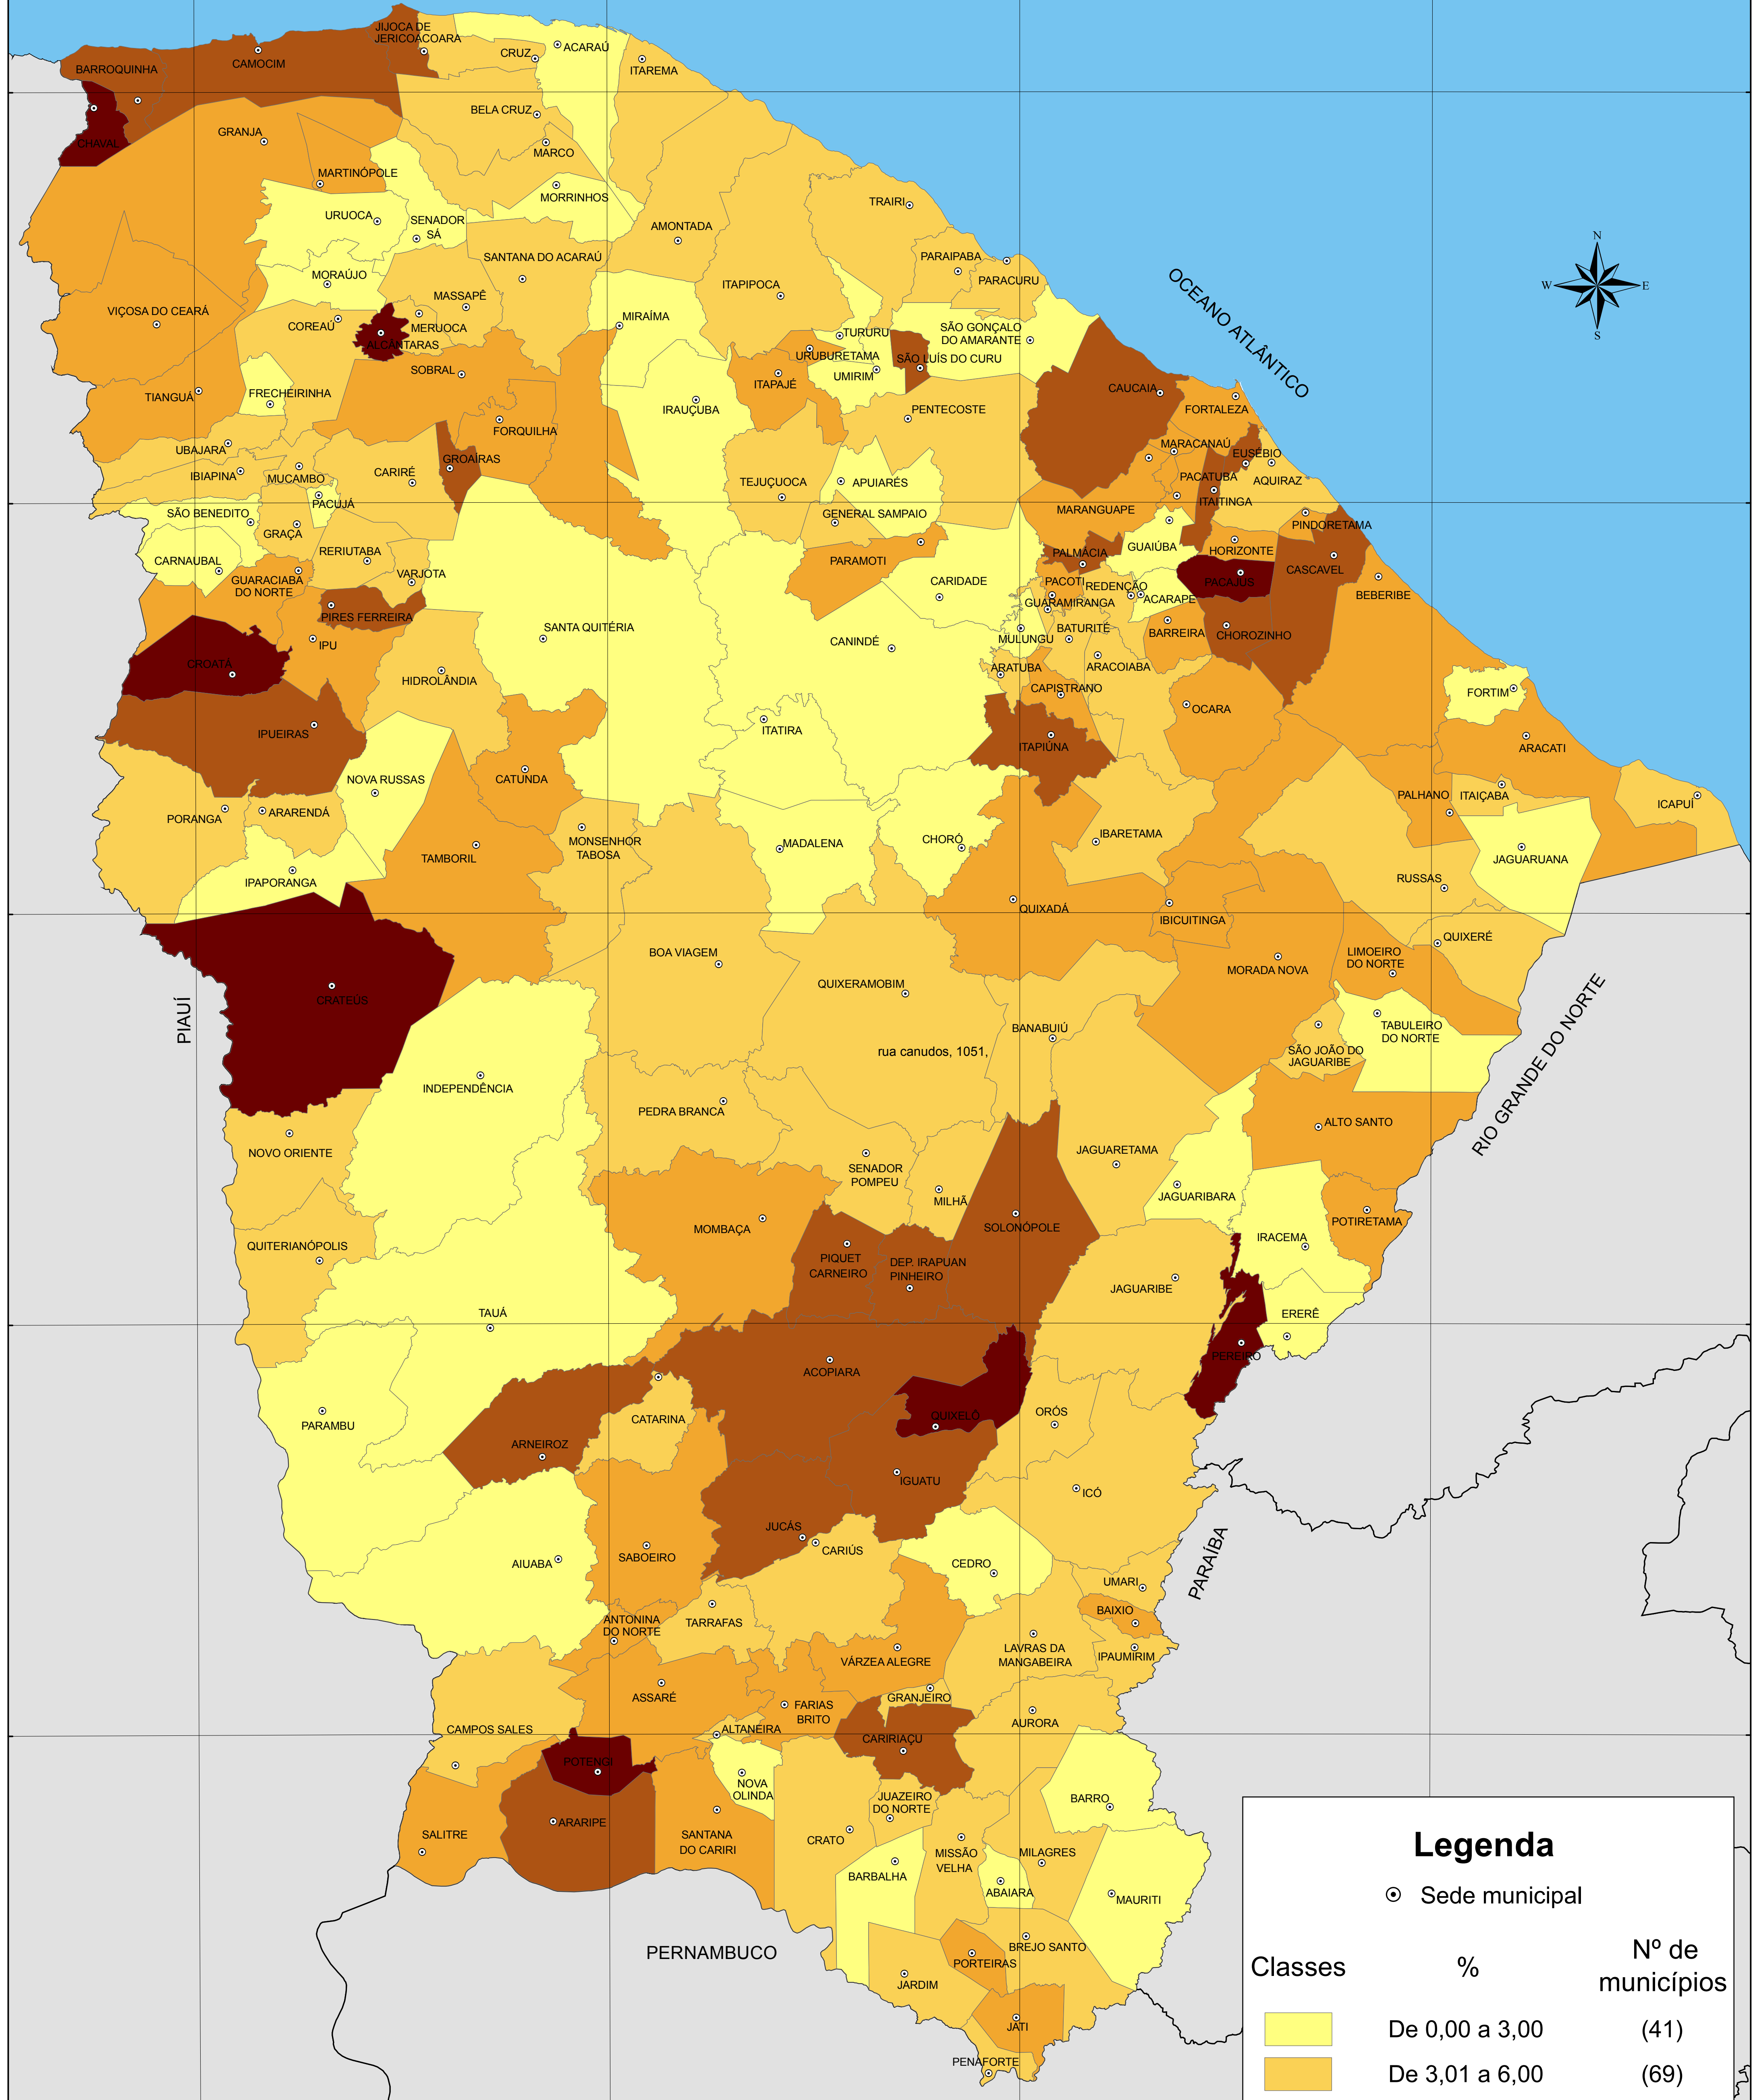 JIJOCA DE
JERICOACOARA
CRUZ
ACARAÚ
BARROQUINHA
CAMOCIM
ITAREMA
BELA CRUZ
CHAVAL
GRANJA
MARCO
MARTINÓPOLE
MORRINHOS
TRAIRI
URUOCA
SENADOR
SÁ
AMONTADA
N
SANTANA DO ACARAÚ
PARAIPABA
MORAÚJO
ITAPIPOCA
PARACURU
W
E
S
OCEANO ATLÂNTICO
MASSAPÊ
VIÇOSA DO CEARÁ
MIRAÍMA
COREAÚ
MERUOCA
TURURU
SÃO GONÇALO
DO AMARANTE
ALCÂNTARAS
URUBURETAMA
SÃO LUÍS DO CURU
SOBRAL
ITAPAJÉ
UMIRIM
CAUCAIA
TIANGUÁ
FRECHEIRINHA
IRAUÇUBA
PENTECOSTE
FORTALEZA
FORQUILHA
MARACANAÚ
UBAJARA
GROAÍRAS
EUSÉBIO
IBIAPINA
MUCAMBO
CARIRÉ
TEJUÇUOCA
APUIARÉS
PACATUBA
AQUIRAZ
PACUJÁ
ITAITINGA
SÃO BENEDITO
GENERAL SAMPAIO
MARANGUAPE
PINDORETAMA
GRAÇA
CARNAUBAL
RERIUTABA
PARAMOTI
PALMÁCIA
GUAIÚBA
HORIZONTE
GUARACIABA
DO NORTE
VARJOTA
CARIDADE
PACOTI
REDENÇÃO
PACAJUS
CASCAVEL
BEBERIBE
PIRES FERREIRA
GUARAMIRANGA
ACARAPE
IPU
SANTA QUITÉRIA
CANINDÉ
MULUNGU
BATURITÉ
BARREIRA
CHOROZINHO
CROATÁ
HIDROLÂNDIA
ARATUBA
ARACOIABA
CAPISTRANO
FORTIM
IPUEIRAS
ITATIRA
OCARA
ITAPIÚNA
ARACATI
NOVA RUSSAS
CATUNDA
PORANGA
ARARENDÁ
PALHANO
ITAIÇABA
ICAPUÍ
MONSENHOR
TABOSA
MADALENA
CHORÓ
IBARETAMA
TAMBORIL
JAGUARUANA
IPAPORANGA
RUSSAS
QUIXADÁ
IBICUITINGA
BOA VIAGEM
QUIXERÉ
LIMOEIRO
DO NORTE
MORADA NOVA
QUIXERAMOBIM
CRATEÚS
PIAUÍ
BANABUIÚ
TABULEIRO
DO NORTE
rua canudos, 1051,
SÃO JOÃO DO
JAGUARIBE
RIO GRANDE DO NORTE
INDEPENDÊNCIA
PEDRA BRANCA
ALTO SANTO
NOVO ORIENTE
JAGUARETAMA
SENADOR
POMPEU
MILHÃ
JAGUARIBARA
MOMBAÇA
SOLONÓPOLE
POTIRETAMA
QUITERIANÓPOLIS
IRACEMA
PIQUET
CARNEIRO
DEP. IRAPUAN
PINHEIRO
JAGUARIBE
TAUÁ
ERERÊ
PEREIRO
ACOPIARA
PARAMBU
CATARINA
QUIXELÔ
ORÓS
ARNEIROZ
IGUATU
ICÓ
JUCÁS
CARIÚS
SABOEIRO
AIUABA
CEDRO
PARAÍBA
UMARI
ANTONINA
DO NORTE
TARRAFAS
BAIXIO
LAVRAS DA
MANGABEIRA
VÁRZEA ALEGRE
IPAUMIRIM
ASSARÉ
FARIAS
BRITO
GRANJEIRO
CAMPOS SALES
ALTANEIRA
AURORA
CARIRIAÇU
POTENGI
NOVA
OLINDA
JUAZEIRO
DO NORTE
BARRO
ARARIPE
SALITRE
SANTANA
DO CARIRI
CRATO
MISSÃO
VELHA
MILAGRES
BARBALHA
ABAIARA
MAURITI
BREJO SANTO
PERNAMBUCO
PORTEIRAS
JARDIM
JATI
PENAFORTE
Legenda
Sede municipal
Classes
%
Nº de
municípios
De 0,00 a 3,00
(41)
De 3,01 a 6,00
(69)